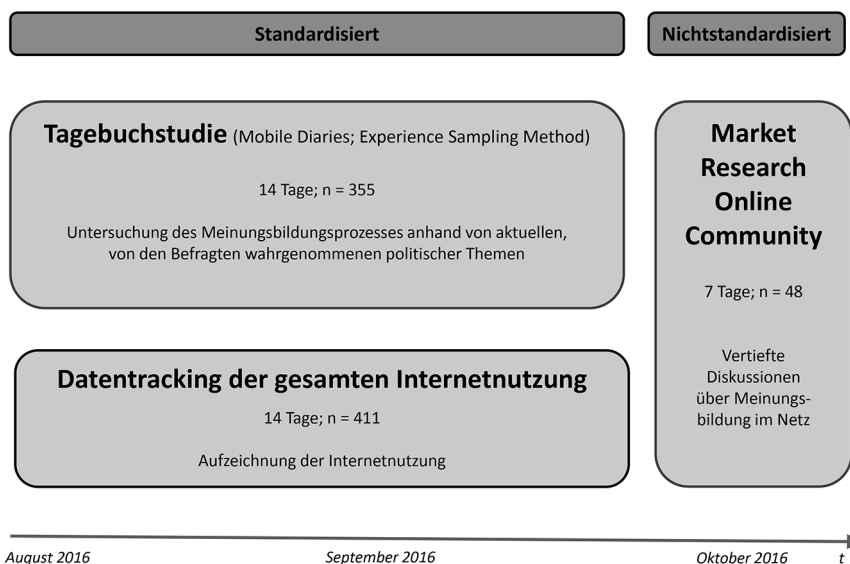 Standardisiert
Nichtstandardisiert
Tagebuchstudie (Mobile Diaries; Experience Sampling Method)
14 Tage; n = 355
Untersuchung des Meinungsbildungsprozesses anhand von aktuellen,
von den Befragten wahrgenommenen politischer Themen
Datentracking der gesamten Internetnutzung
14 Tage; n = 411
Aufzeichnung der Internetnutzung
Market
Research
Online
Community
7 Tage; n = 48
Vertiefte
Diskussionen
über Meinungs-
bildung im Netz
August 2016
September 2016
Oktober 2016
t